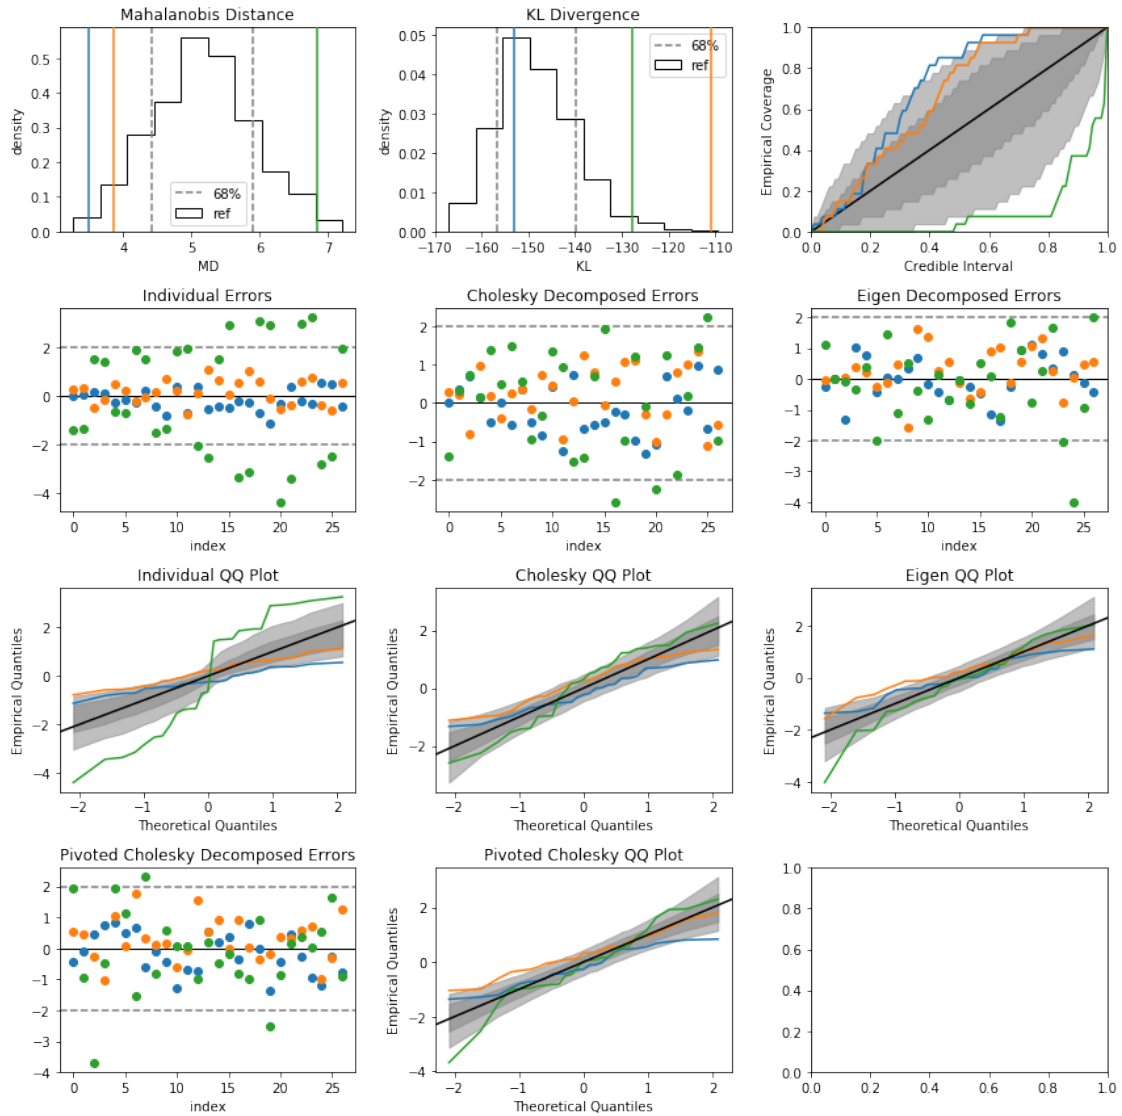 Mahalanobis Distance
0.5
0.4
0.3
0.2
0.1
0.0
density
68%
ref
4 5 6 7
MD
KL Divergence
0.05
0.04
0.03
0.02
0.01
0.00
density
68%
ref
−170 −160 −150 −140 −130 −120 −110
KL
1.0
0.8
0.6
0.4
0.2
0.0
Empirical Coverage
0.0 0.2 0.4 0.6 0.8 1.0
Credible Interval
Individual Errors
2
0
−2
−4
0 5 10 15 20 25
index
Cholesky Decomposed Errors
2
1
0
−1
−2
0 5 10 15 20 25
index
Eigen Decomposed Errors
2
1
0
−1
−2
−3
−4
0 5 10 15 20 25
index
Individual QQ Plot
2
0
−2
−4
Empirical Quantiles
−2 −1 0 1 2
Theoretical Quantiles
Cholesky QQ Plot
2
0
−2
Empirical Quantiles
−2 −1 0 1 2
Theoretical Quantiles
Eigen QQ Plot
2
0
−2
−4
Empirical Quantiles
−2 −1 0 1 2
Theoretical Quantiles
Pivoted Cholesky Decomposed Errors
2
1
0
−1
−2
−3
−4
0 5 10 15 20 25
index
Pivoted Cholesky QQ Plot
2
0
−2
−4
Empirical Quantiles
−2 −1 0 1 2
Theoretical Quantiles
1.0
0.8
0.6
0.4
0.2
0.0
0.0 0.2 0.4 0.6 0.8 1.0